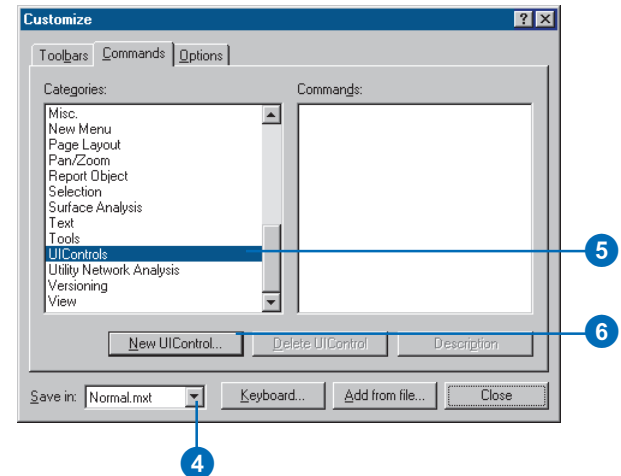 Customize
Toolbars Commands Options
Categories: Commands:
Misc.
New Menu
Page Layout
Pan/Zoom
Report Object
Selection
Surface Analysis
Text
Tools
UIControls
5
Utility Network Analysis
Versioning
View
New UIControl... Delete UIControl Description
6
Save in: Normal.mxt Keyboard... Add from file... Close
4